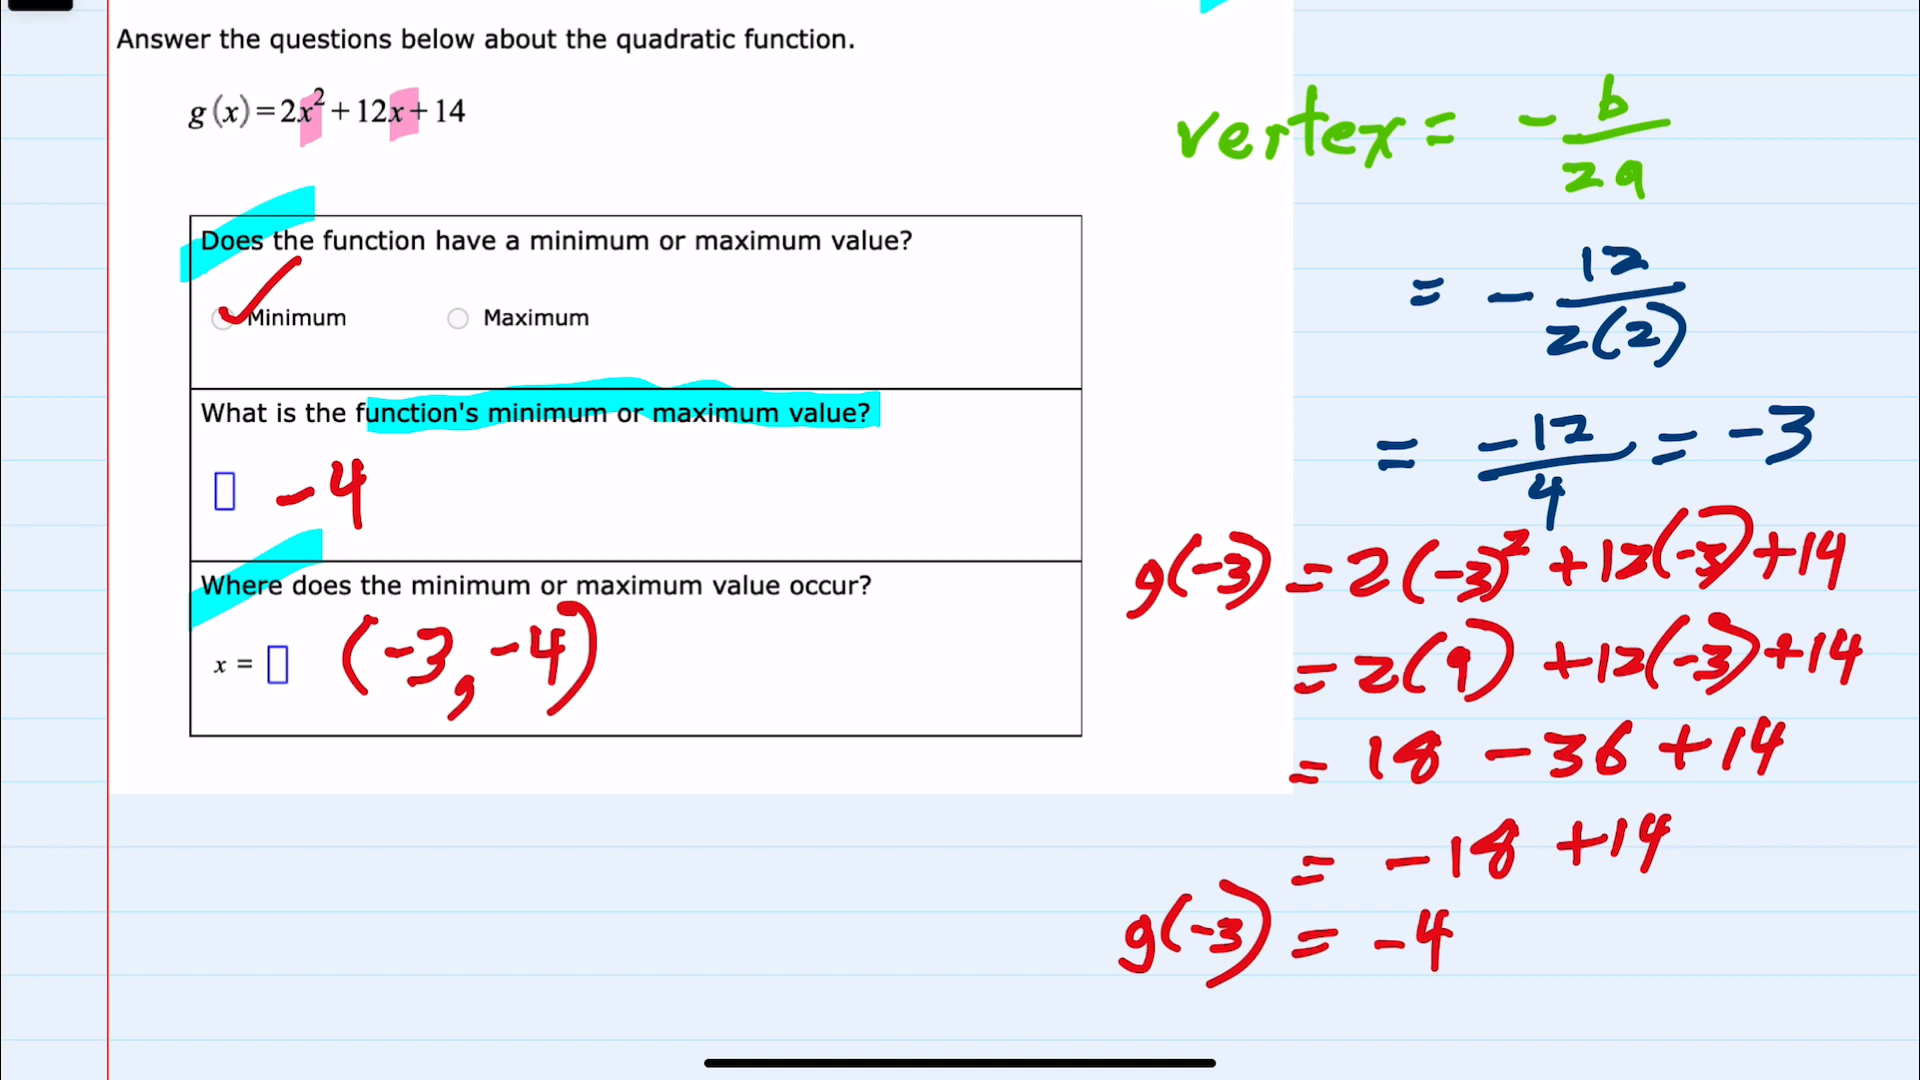 Answer the questions below about the quadratic function.
g(x)=2x²+12x+14
Does the function have a minimum or maximum value?
Minimum Maximum
What is the function's minimum or maximum value?
-4
Where does the minimum or maximum value occur?
x = (-3, -4)
vertex = - b/2a
= - 12/2(2)
= -12/4 = -3
g(-3) = 2(-3)² +12(-3)+14
= 2(9) +12(-3)+14
= 18 - 36 + 14
= -18 +14
g(-3) = -4